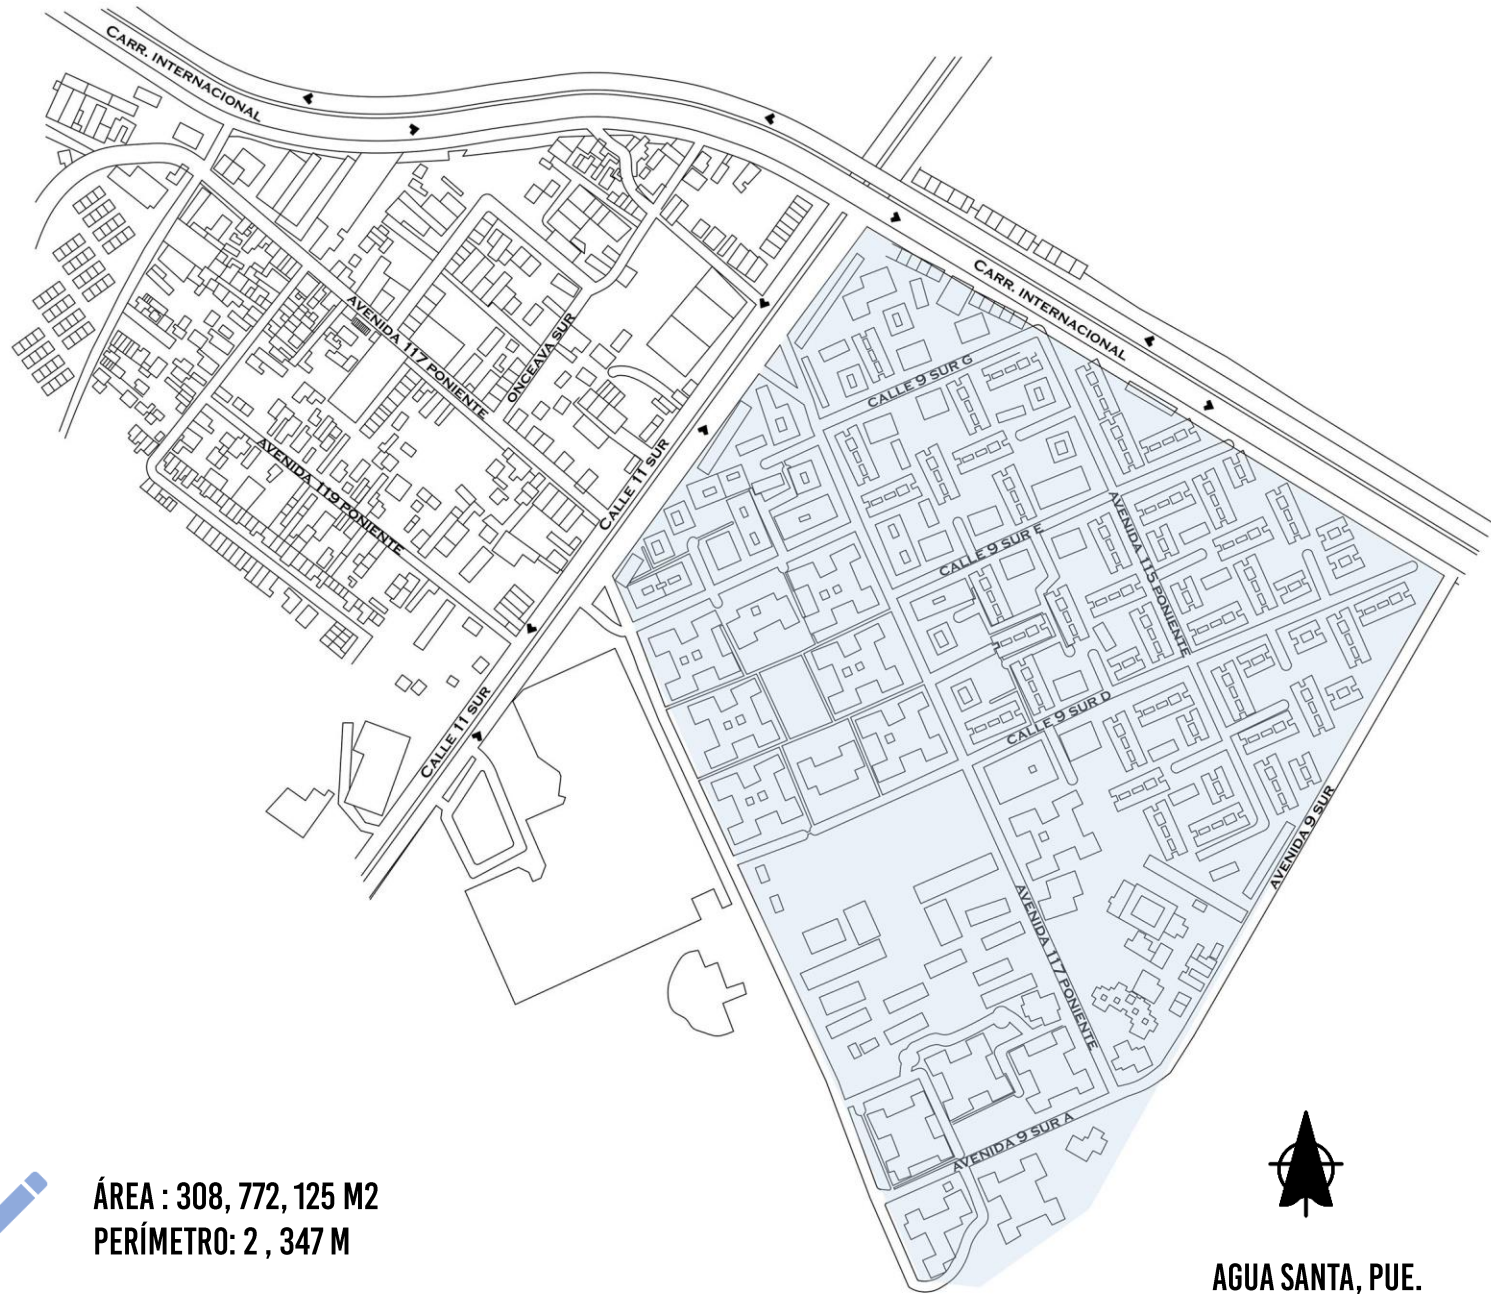 CARR. INTERNACIONAL
CARR. INTERNACIONAL
AVENIDA 117 PONIENTE
ONCEAVA SUR
CALLE 9 SUR G
AVENIDA 119 PONIENTE
CALLE 11 SUR
CALLE 9 SUR E
AVENIDA 115 PONIENTE
CALLE 11 SUR
CALLE 9 SUR D
AVENIDA 9 SUR
AVENIDA 117 PONIENTE
AVENIDA 9 SUR A
ÁREA : 308, 772, 125 M2
PERÍMETRO: 2 , 347 M
AGUA SANTA, PUE.